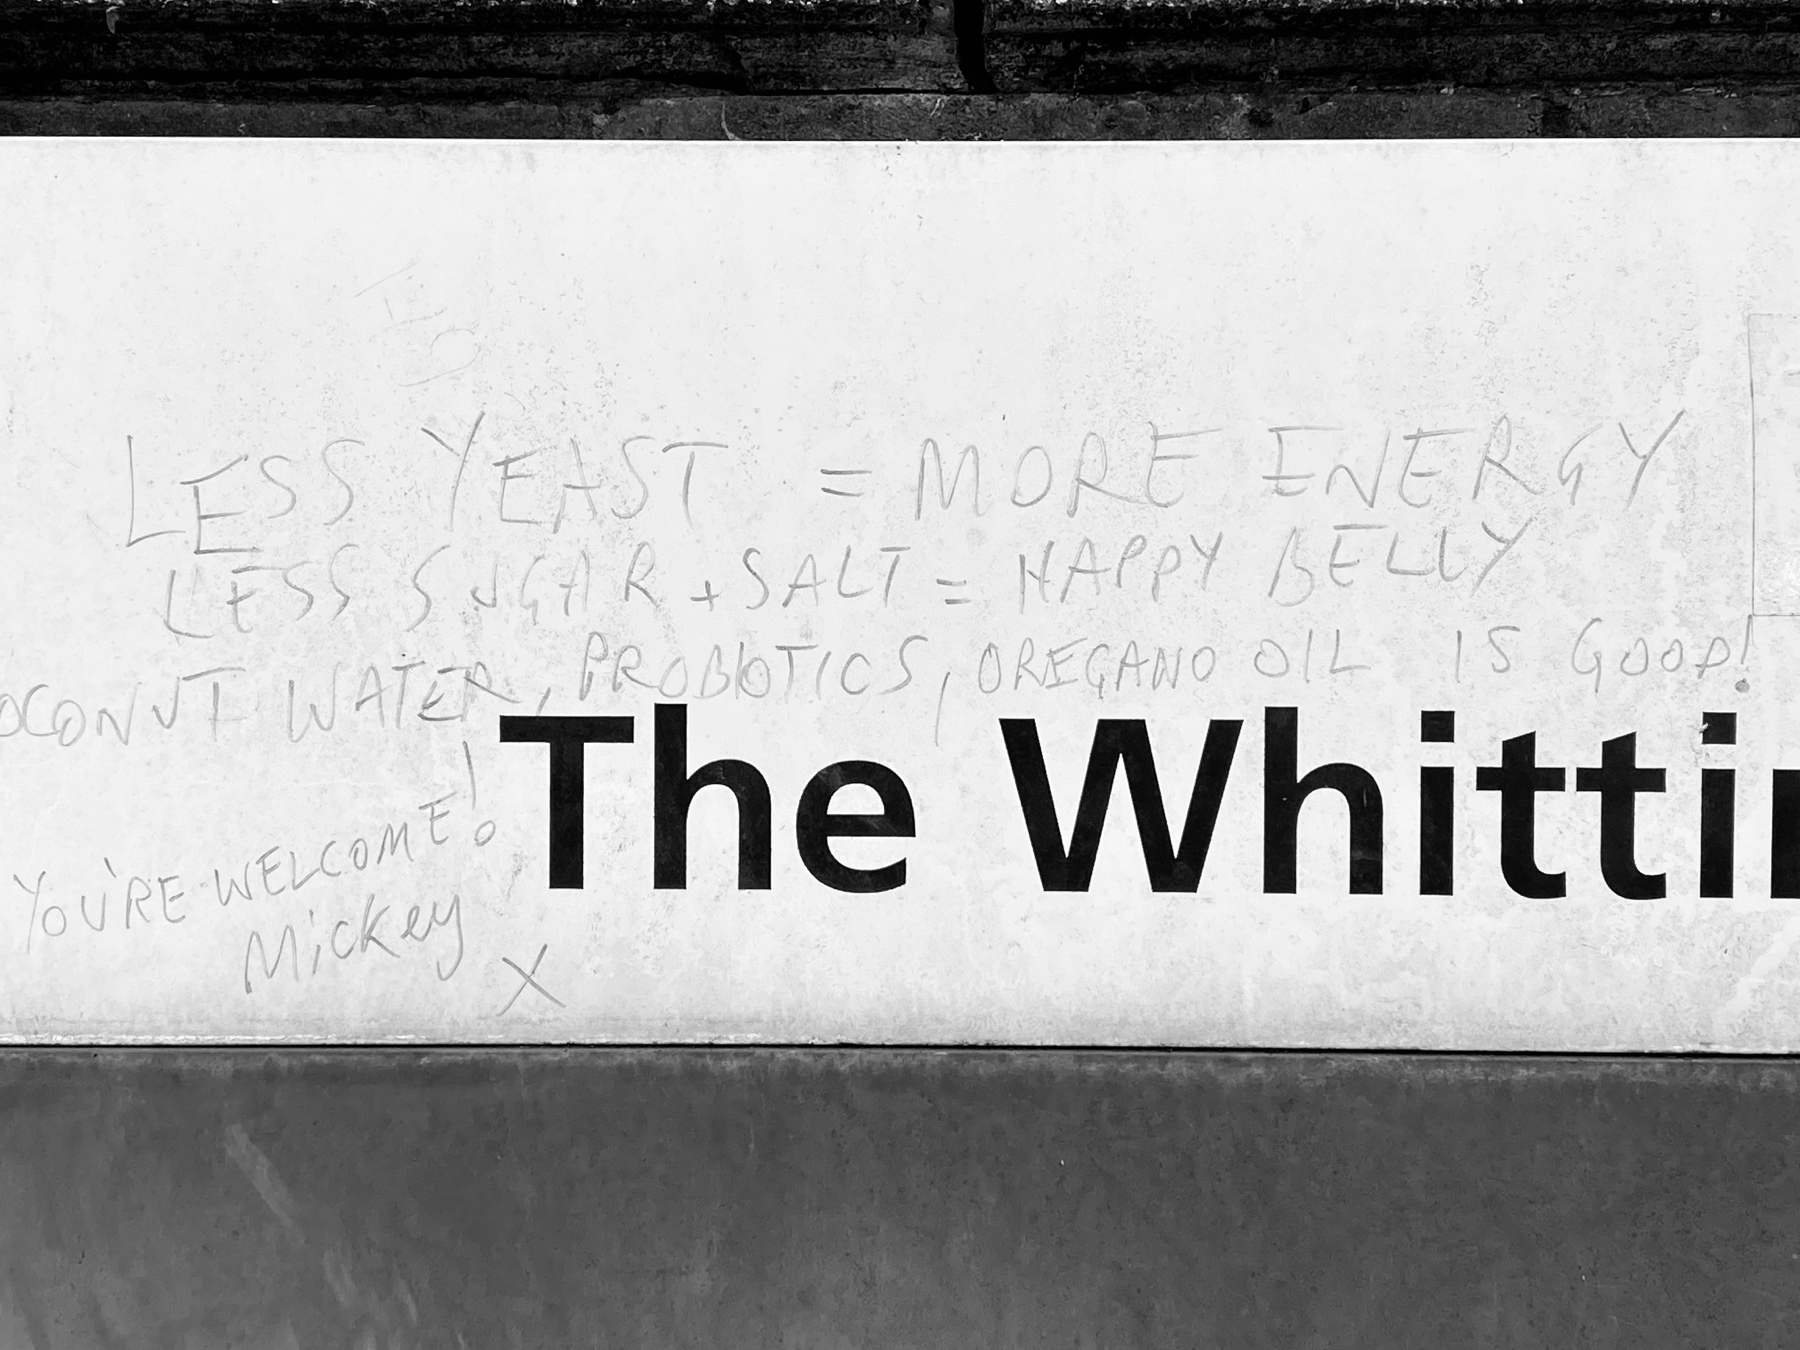 LESS YEAST = MORE ENERGY
LESS SUGAR + SALT = HAPPY BELLY
OCONUT WATER, PROBIOTICS, OREGANO OIL IS GOOD!
The Whittin
YOU'RE WELCOME!
Mickey
X